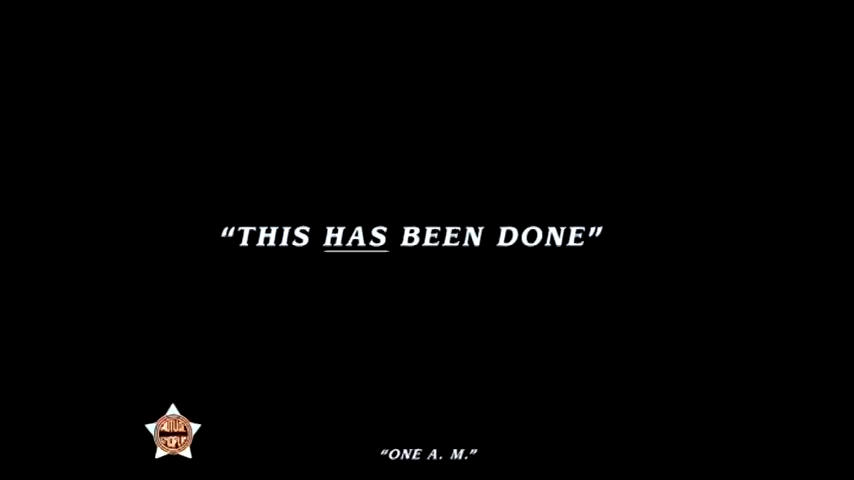 “THIS HAS BEEN DONE”
“ONE A. M.”